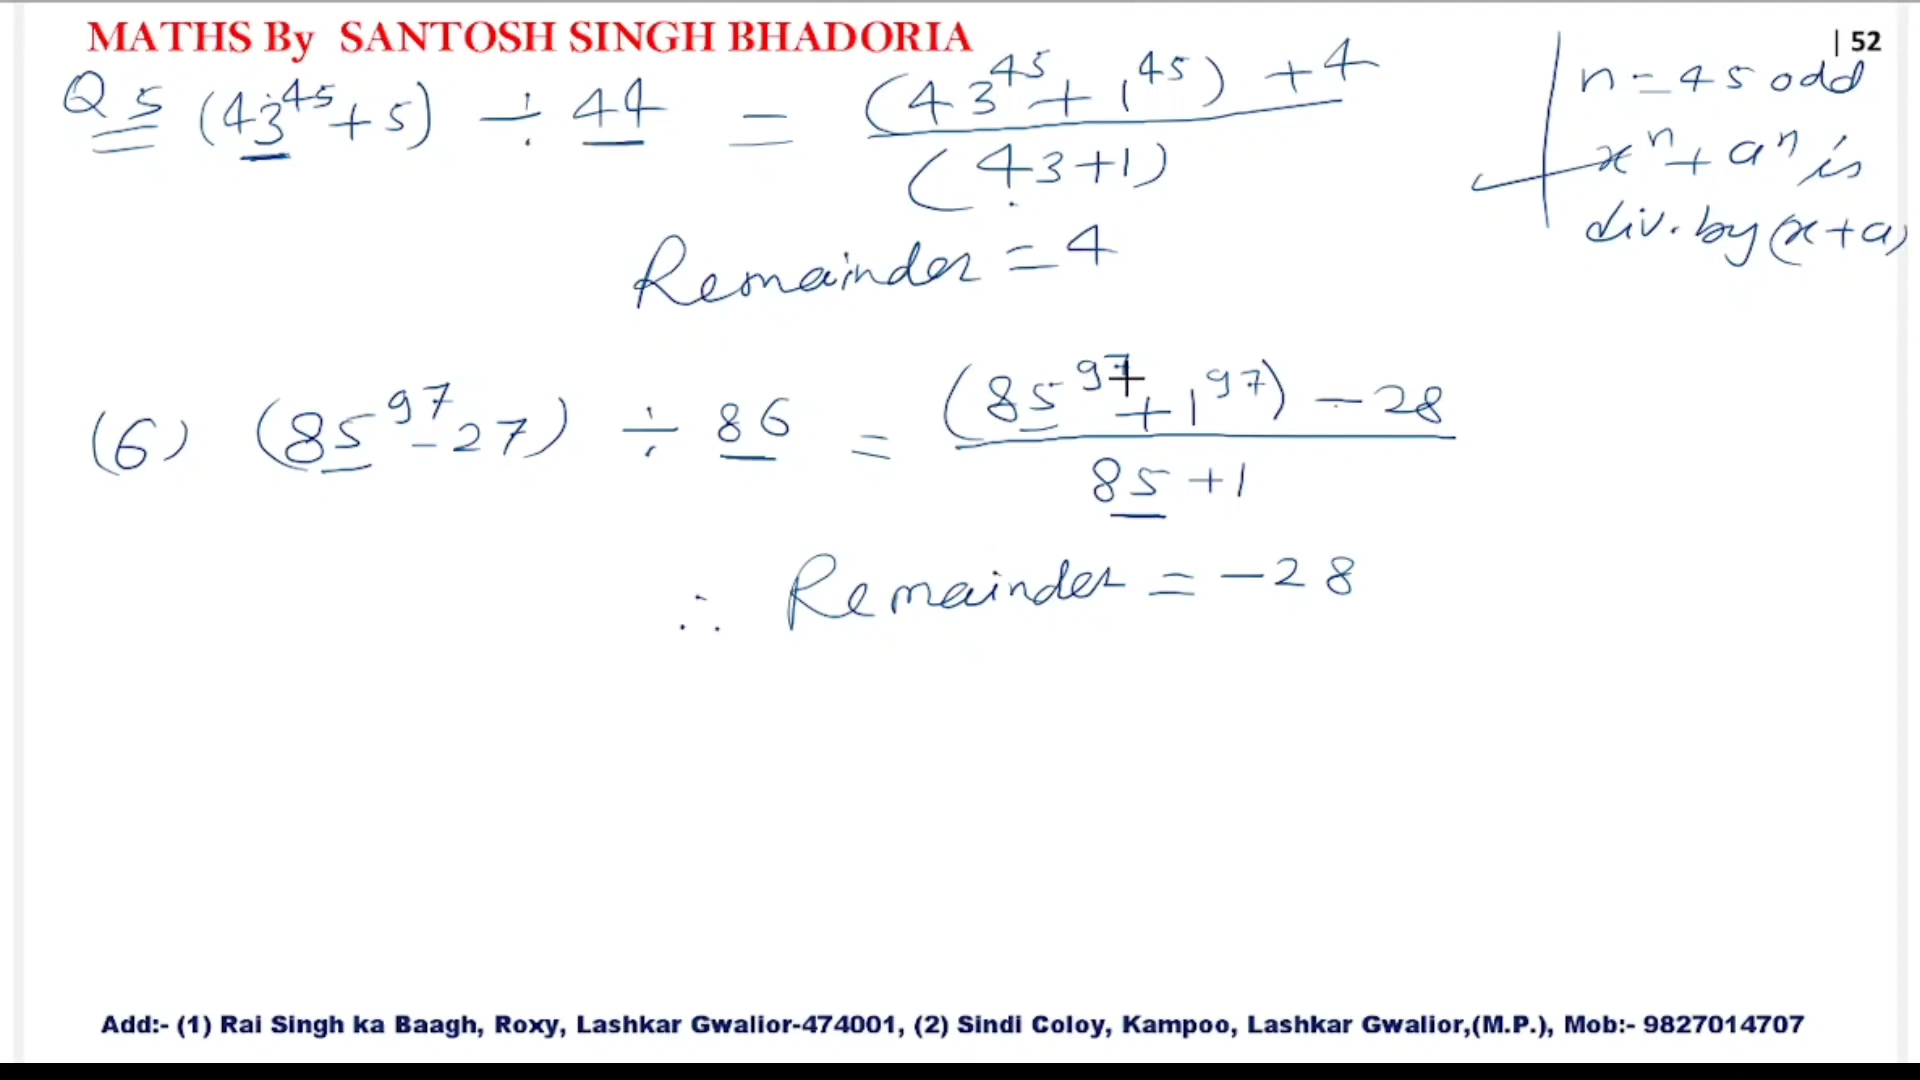 MATHS By SANTOSH SINGH BHADORIA
| 52
Q 5 (43^45 + 5) ÷ 44 = (43^45 + 1^45) + 4 / (43 + 1)
n = 45 odd
x^n + a^n is
div. by (x + a)
Remainder = 4
(6) (85^97 - 27) ÷ 86 = (85^97 + 1^97) - 28 / 85 + 1
∴ Remainder = - 28
Add:- (1) Rai Singh ka Baagh, Roxy, Lashkar Gwalior-474001, (2) Sindi Coloy, Kampoo, Lashkar Gwalior,(M.P.), Mob:- 9827014707